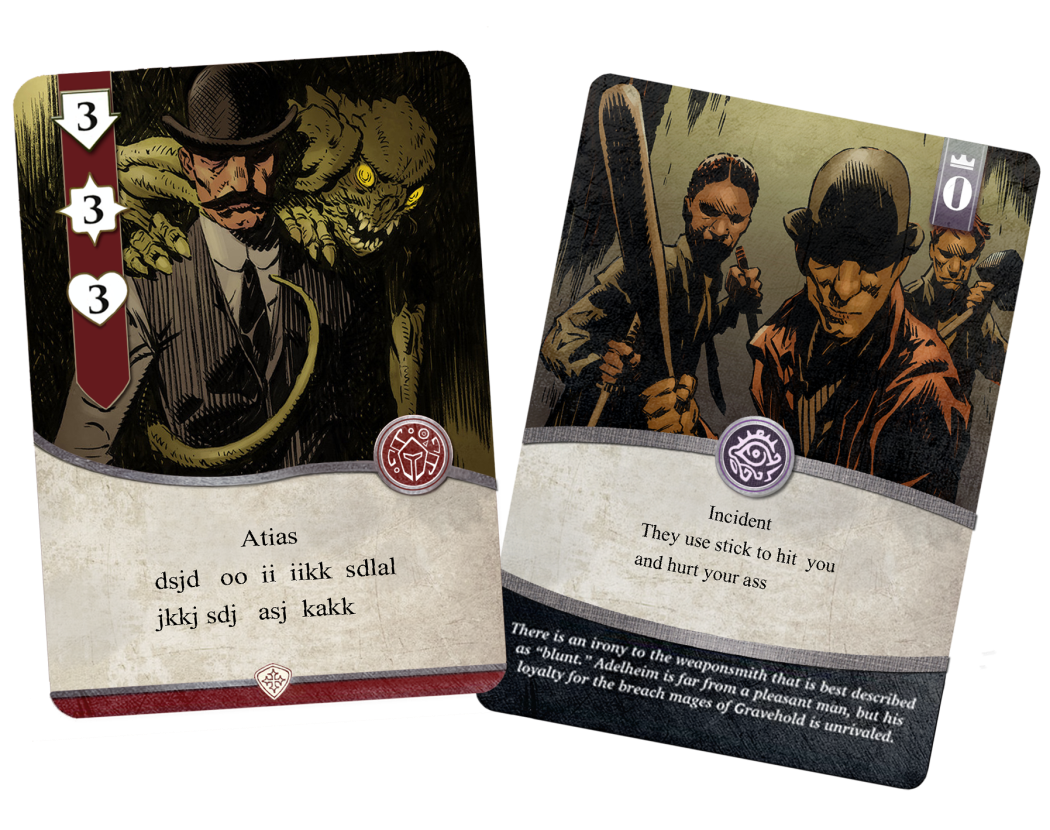 3
3
3
Atias
dsjd oo ii iikk sdlal
jkkj sdj asj kakk
0
Incident
They use stick to hit you
and hurt your ass
There is an irony to the weaponsmith that is best described
as “blunt.” Adelheim is far from a pleasant man, but his
loyalty for the breach mages of Gravehold is unrivaled.